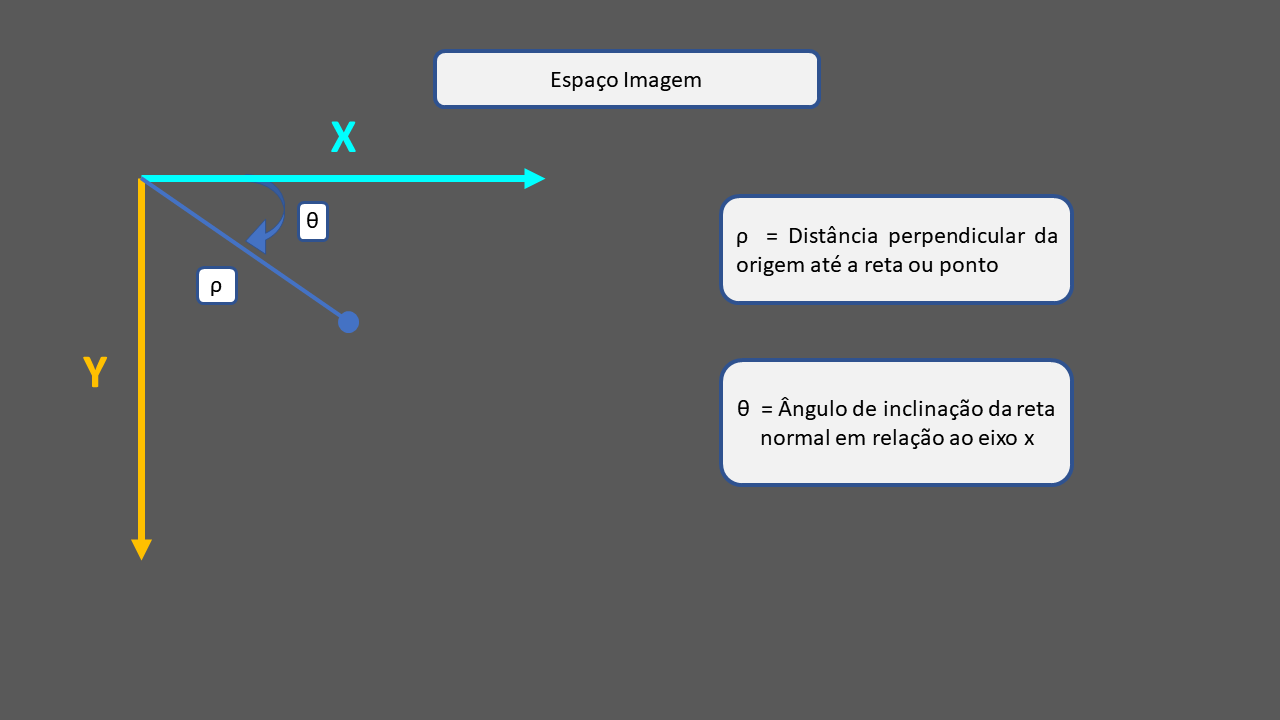 Espaço Imagem
X
θ
ρ = Distância perpendicular da
origem até a reta ou ponto
ρ
Y
θ = Ângulo de inclinação da reta
normal em relação ao eixo x